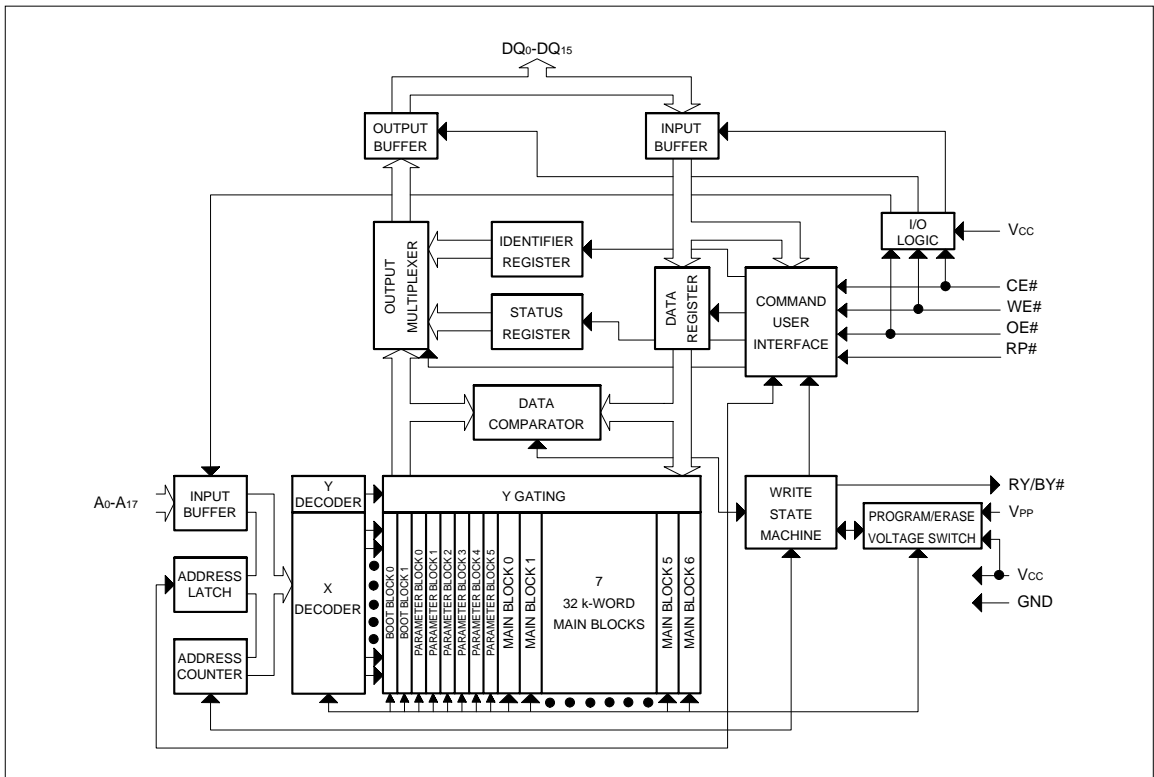 DQ0-DQ15
OUTPUT
BUFFER
INPUT
BUFFER
I/O
LOGIC
VCC
OUTPUT
MULTIPLEXER
IDENTIFIER
REGISTER
STATUS
REGISTER
DATA
REGISTER
COMMAND
USER
INTERFACE
CE#
WE#
OE#
RP#
DATA
COMPARATOR
A0-A17
INPUT
BUFFER
Y
DECODER
Y GATING
WRITE
STATE
MACHINE
RY/BY#
PROGRAM/ERASE
VOLTAGE SWITCH
VPP
VCC
GND
ADDRESS
LATCH
ADDRESS
COUNTER
X
DECODER
BOOT BLOCK 0
BOOT BLOCK 1
PARAMETER BLOCK 0
PARAMETER BLOCK 1
PARAMETER BLOCK 2
PARAMETER BLOCK 3
PARAMETER BLOCK 4
PARAMETER BLOCK 5
MAIN BLOCK 0
MAIN BLOCK 1
7
32 k-WORD
MAIN BLOCKS
MAIN BLOCK 5
MAIN BLOCK 6